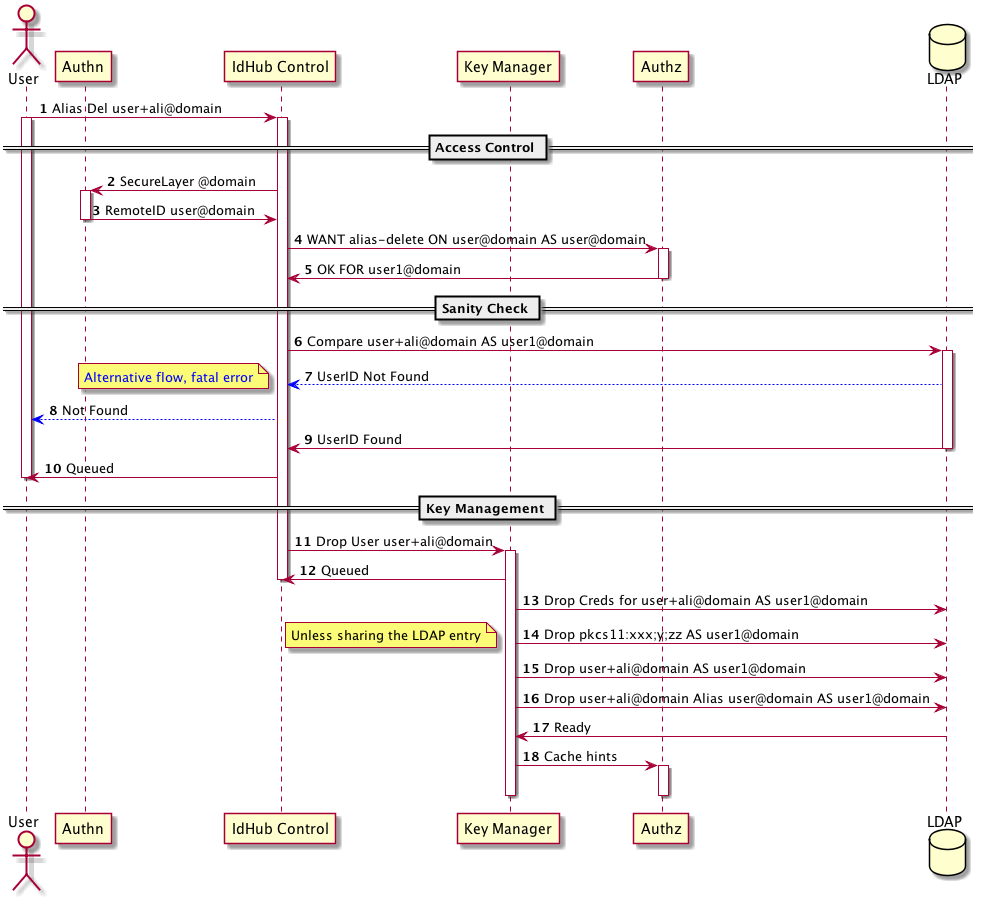 User
Authn
IdHub Control
Key Manager
Authz
LDAP
1 Alias Del user+ali@domain
Access Control
2 SecureLayer @domain
3 RemoteID user@domain
4 WANT alias-delete ON user@domain AS user@domain
5 OK FOR user1@domain
Sanity Check
6 Compare user+ali@domain AS user1@domain
Alternative flow, fatal error
7 UserID Not Found
8 Not Found
9 UserID Found
10 Queued
Key Management
11 Drop User user+ali@domain
12 Queued
13 Drop Creds for user+ali@domain AS user1@domain
Unless sharing the LDAP entry
14 Drop pkcs11:xxx;y;zz AS user1@domain
15 Drop user+ali@domain AS user1@domain
16 Drop user+ali@domain Alias user@domain AS user1@domain
17 Ready
18 Cache hints
User
Authn
IdHub Control
Key Manager
Authz
LDAP